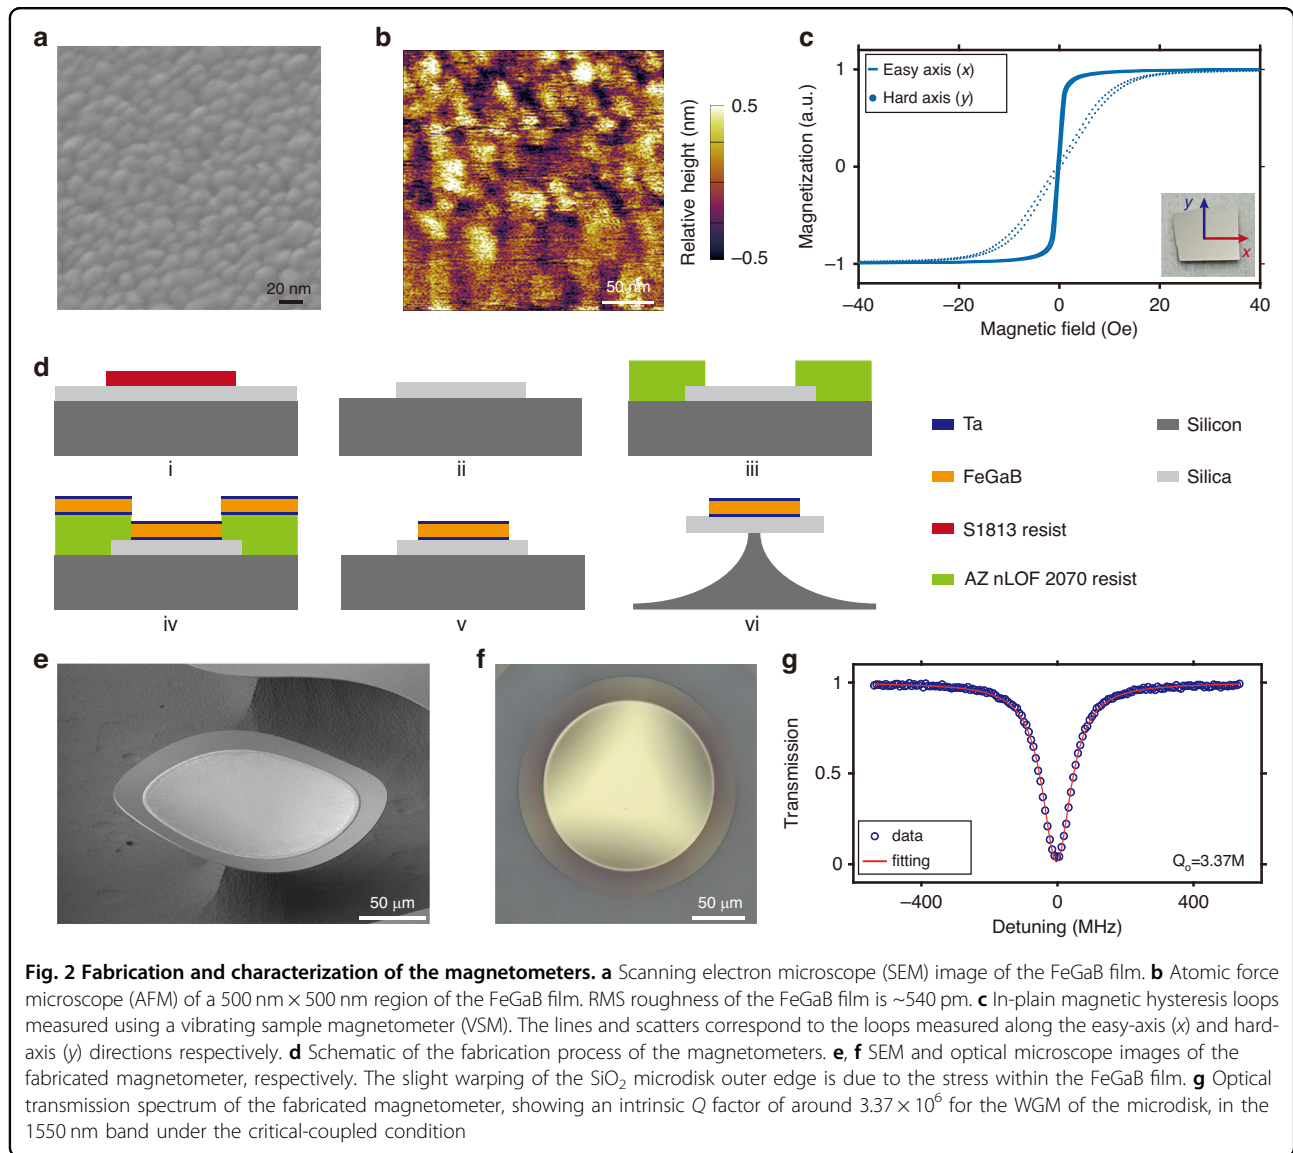 a
20 nm
b
50 nm
Relative height (nm)
0.5
−0.5
c
Easy axis (x)
Hard axis (y)
Magnetization (a.u.)
1
0
−1
−40
−20
0
20
40
Magnetic field (Oe)
y
x
d
i
ii
iii
iv
v
vi
Ta
FeGaB
S1813 resist
AZ nLOF 2070 resist
Silicon
Silica
e
50 μm
f
50 μm
g
Transmission
1
0.5
0
data
fitting
Qo=3.37M
−400
0
400
Detuning (MHz)
Fig. 2 Fabrication and characterization of the magnetometers. a Scanning electron microscope (SEM) image of the FeGaB film. b Atomic force
microscope (AFM) of a 500 nm × 500 nm region of the FeGaB film. RMS roughness of the FeGaB film is ~540 pm. c In-plain magnetic hysteresis loops
measured using a vibrating sample magnetometer (VSM). The lines and scatters correspond to the loops measured along the easy-axis (x) and hard-
axis (y) directions respectively. d Schematic of the fabrication process of the magnetometers. e, f SEM and optical microscope images of the
fabricated magnetometer, respectively. The slight warping of the SiO₂ microdisk outer edge is due to the stress within the FeGaB film. g Optical
transmission spectrum of the fabricated magnetometer, showing an intrinsic Q factor of around 3.37 × 10⁶ for the WGM of the microdisk, in the
1550 nm band under the critical-coupled condition